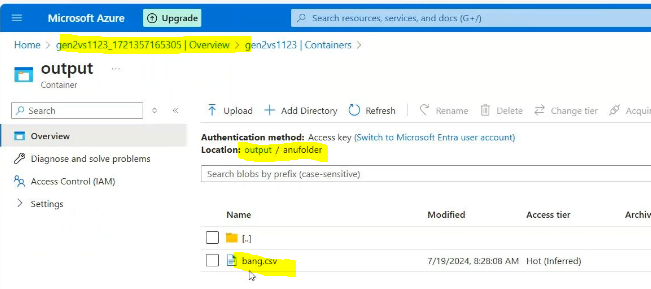 Microsoft Azure Upgrade Search resources, services, and docs (G+/)
Home > gen2vs1123_1721357165305 | Overview > gen2vs1123 | Containers >
output ...
Container
Search
Upload Add Directory Refresh Rename Delete Change tier Acqui
Overview
Authentication method: Access key (Switch to Microsoft Entra user account)
Diagnose and solve problems
Location: output / anufolder
Access Control (IAM)
Search blobs by prefix (case-sensitive)
Settings
Name Modified Access tier Archiv
[..]
bang.csv 7/19/2024, 8:28:08 AM Hot (Inferred)